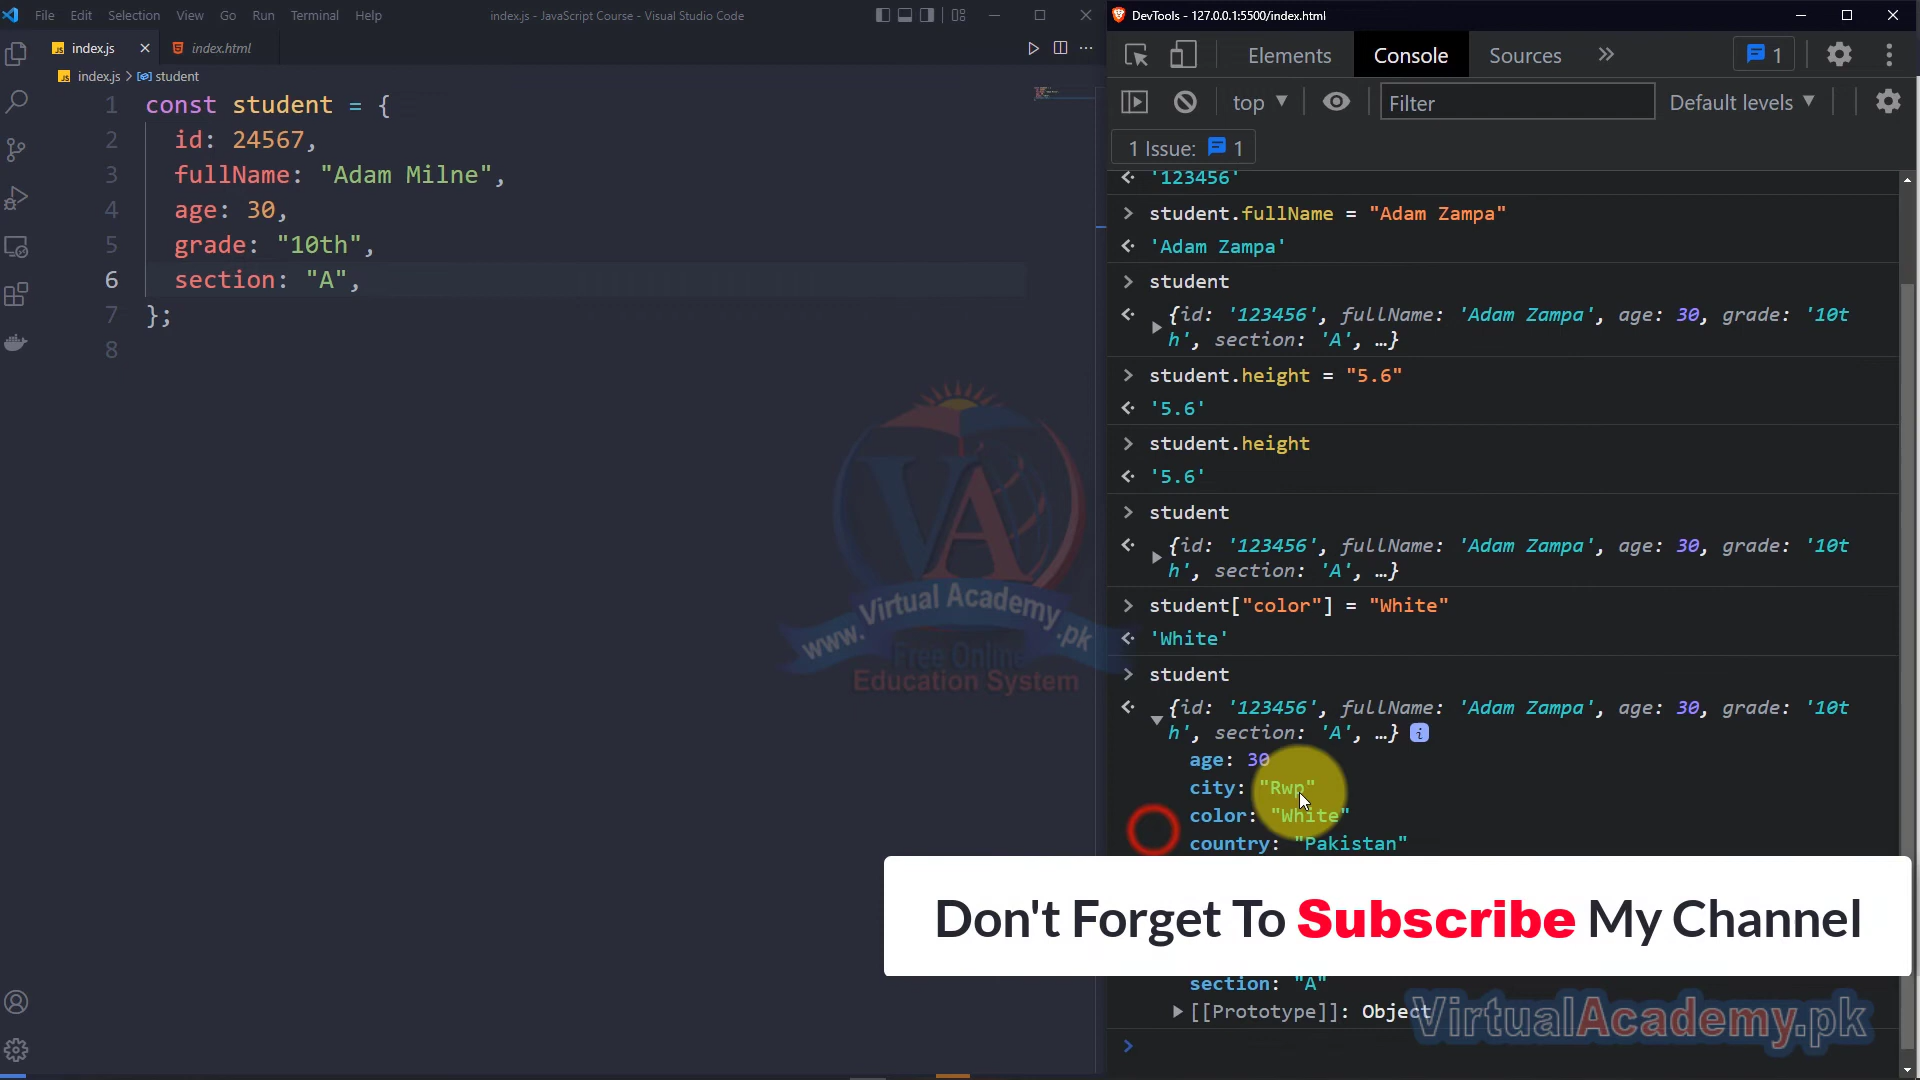 File Edit Selection View Go Run Terminal Help
index.js - JavaScript Course - Visual Studio Code
JS index.js
index.html
JS index.js > student
1 const student = {
2 id: 24567,
3 fullName: "Adam Milne",
4 age: 30,
5 grade: "10th",
6 section: "A",
7 };
8
VA
www.VirtualAcademy.pk
Free Online
Education System
DevTools - 127.0.0.1:5500/index.html
Elements Console Sources 1
top Filter Default levels
1 Issue: 1
'123456'
student.fullName = "Adam Zampa"
'Adam Zampa'
student
{id: '123456', fullName: 'Adam Zampa', age: 30, grade: '10t
h', section: 'A', …}
student.height = "5.6"
'5.6'
student.height
'5.6'
student
{id: '123456', fullName: 'Adam Zampa', age: 30, grade: '10t
h', section: 'A', …}
student["color"] = "White"
'White'
student
{id: '123456', fullName: 'Adam Zampa', age: 30, grade: '10t
h', section: 'A', …} i
age: 30
city: "Rwp"
color: "White"
country: "Pakistan"
Don't Forget To Subscribe My Channel
section: "A"
[[Prototype]]: Object
VirtualAcademy.pk